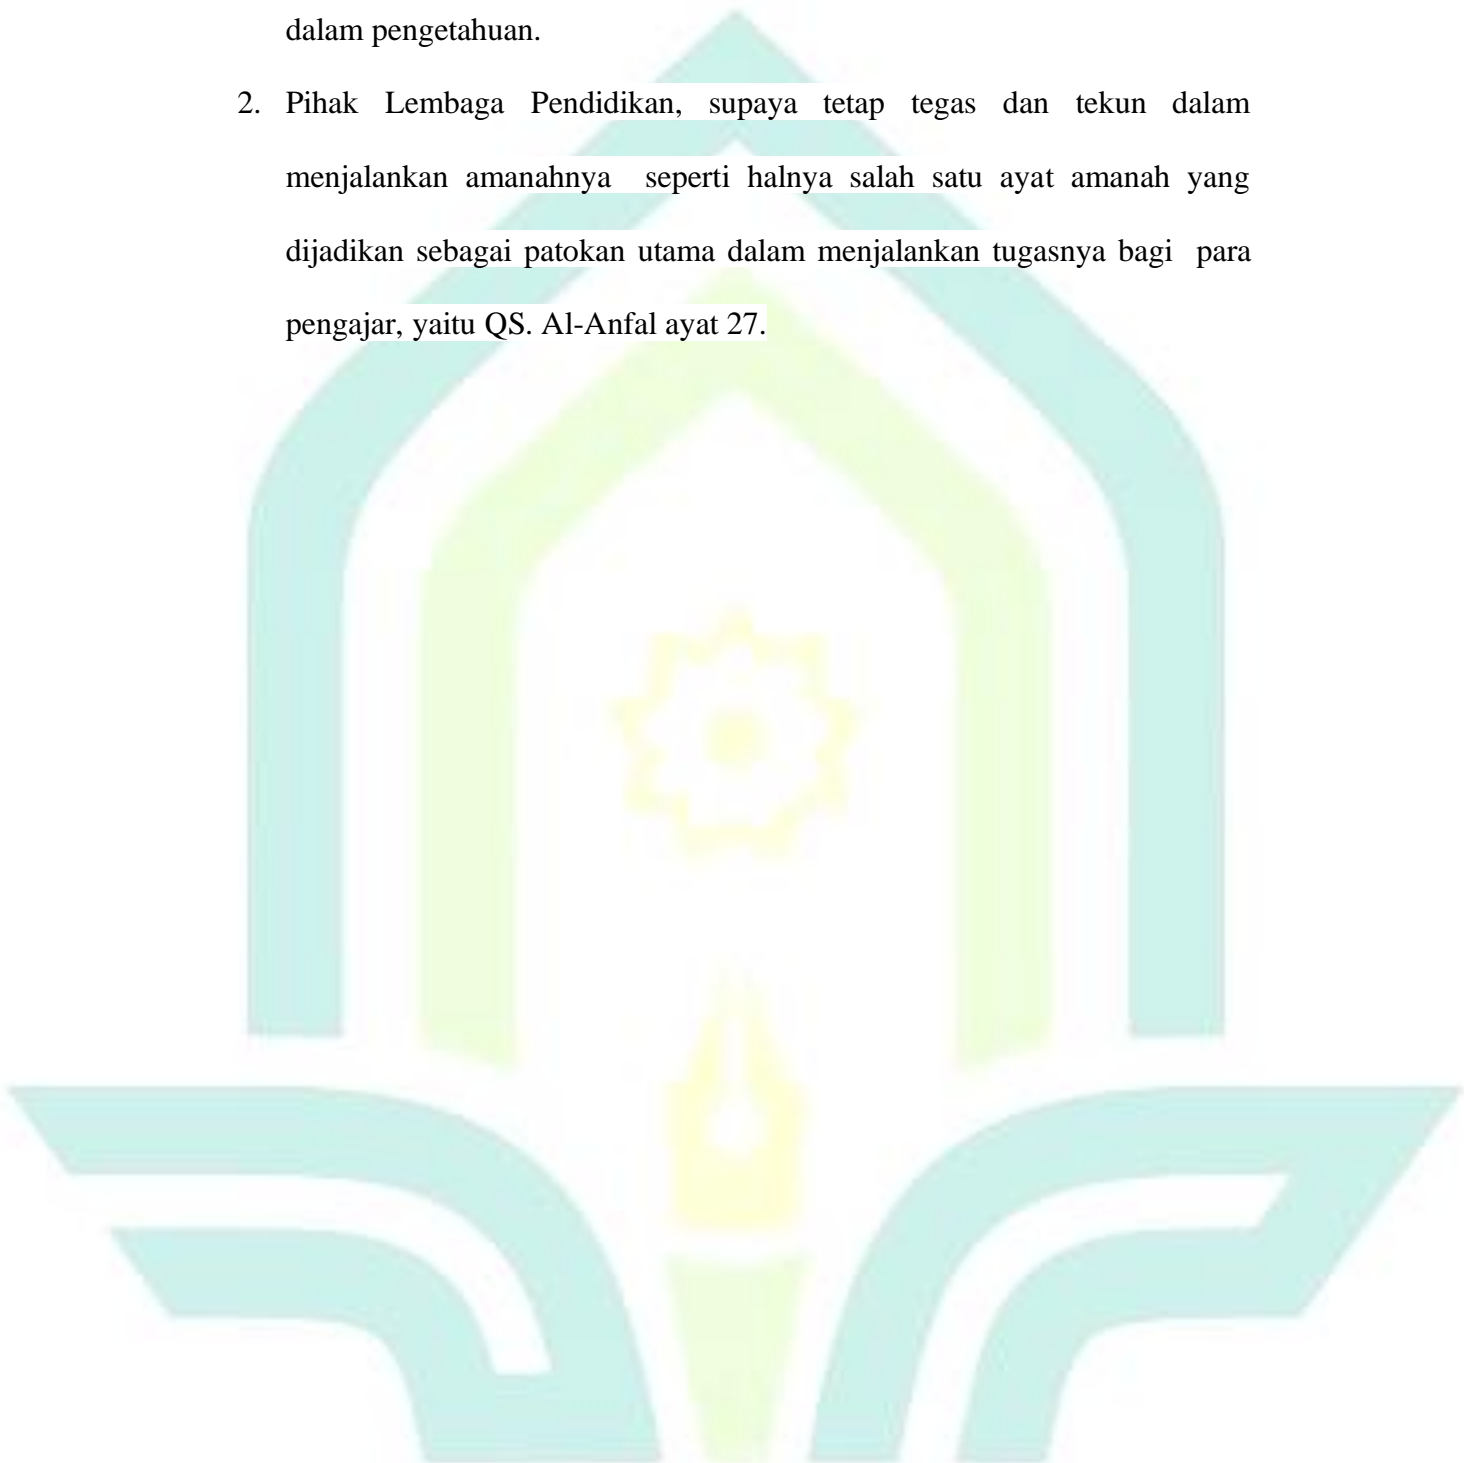 dalam pengetahuan.
2. Pihak Lembaga Pendidikan, supaya tetap tegas dan tekun dalam
menjalankan amanahnya seperti halnya salah satu ayat amanah yang
dijadikan sebagai patokan utama dalam menjalankan tugasnya bagi para
pengajar, yaitu QS. Al-Anfal ayat 27.